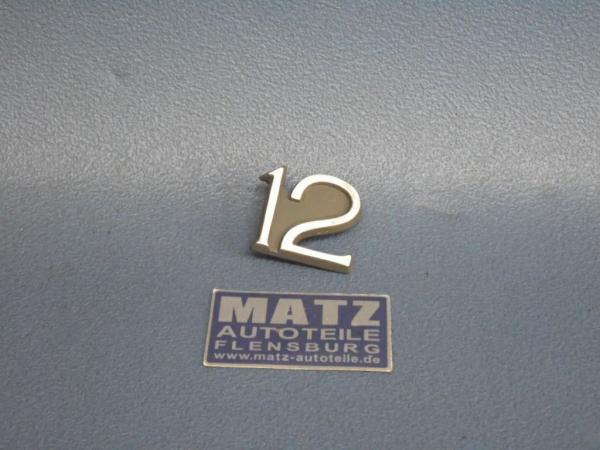 12
MATZ
AUTOTEILE
FLENSBURG
www.matz-autoteile.de